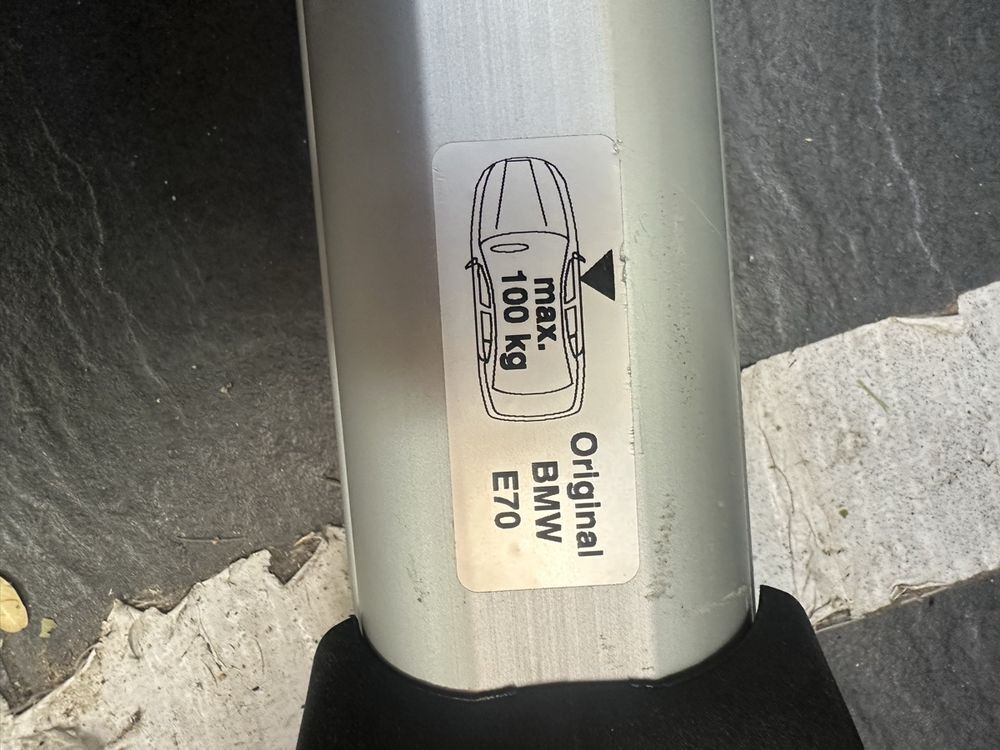 max.
100 kg
Original
BMW
E70